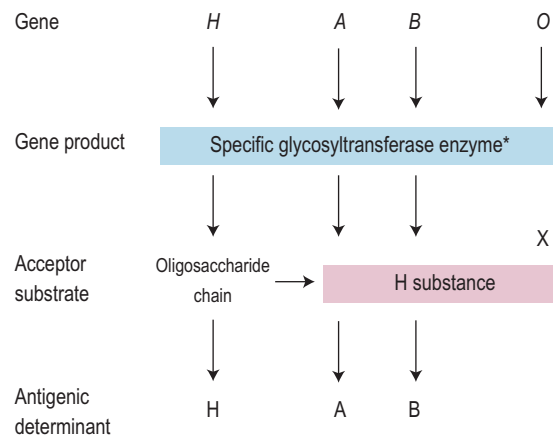 Gene H A B O
Gene product Specific glycosyltransferase enzyme*
X
Acceptor
substrate
Oligosaccharide
chain
H substance
Antigenic
determinant
H A B